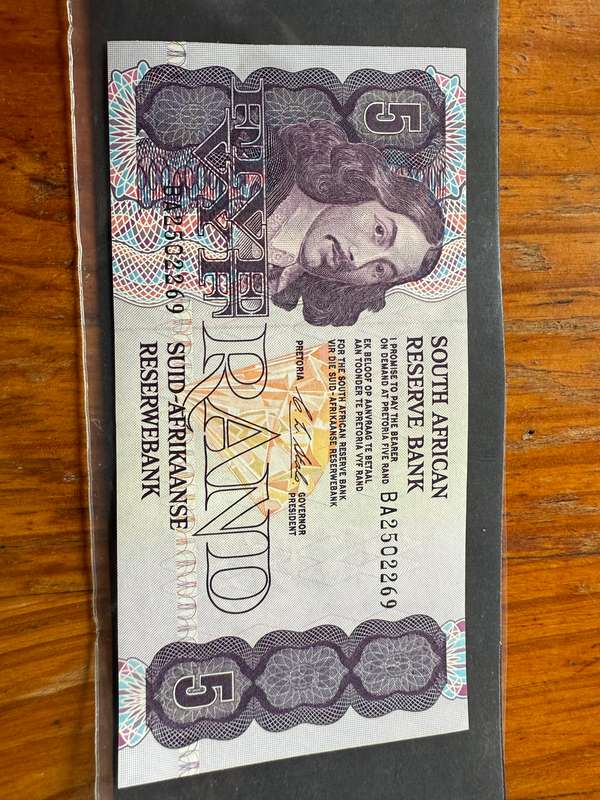 5
SOUTH AFRICAN
RESERVE BANK
I PROMISE TO PAY THE BEARER
ON DEMAND AT PRETORIA FIVE RAND
BA2502269
EK BELOOF OP AANVRAAG TE BETAAL
AAN TOONDER TE PRETORIA VYF RAND
FOR THE SOUTH AFRICAN RESERVE BANK
VIR DIE SUID-AFRIKAANSE RESERWEBANK
PRETORIA
GOVERNOR
PRESIDENT
FIVE
VYF
RAND
BA2502269
SUID-AFRIKAANSE
RESERWEBANK
5